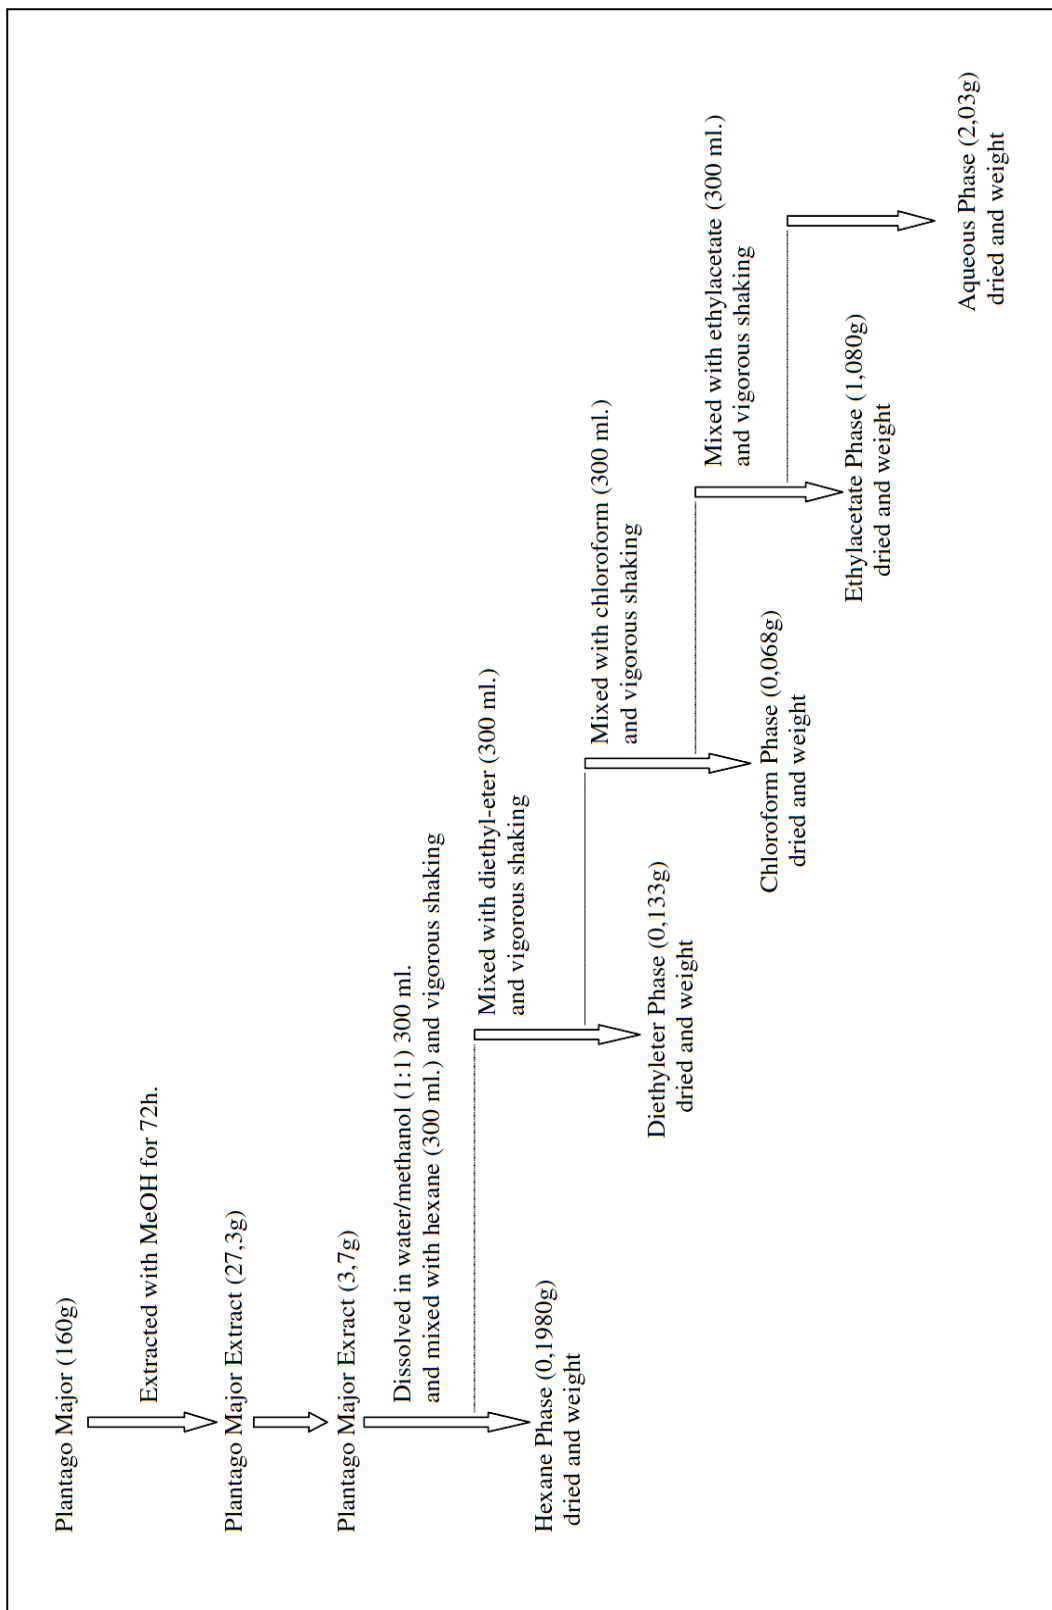 Plantago Major (160g)
Extracted with MeOH for 72h.
Plantago Major Extract (27,3g)
Plantago Major Exract (3,7g)
Dissolved in water/methanol (1:1) 300 ml.
and mixed with hexane (300 ml.) and vigorous shaking
Hexane Phase (0,1980g)
dried and weight
Mixed with diethyl-eter (300 ml.)
and vigorous shaking
Diethyleter Phase (0,133g)
dried and weight
Mixed with chloroform (300 ml.)
and vigorous shaking
Chloroform Phase (0,068g)
dried and weight
Mixed with ethylacetate (300 ml.)
and vigorous shaking
Ethylacetate Phase (1,080g)
dried and weight
Aqueous Phase (2,03g)
dried and weight